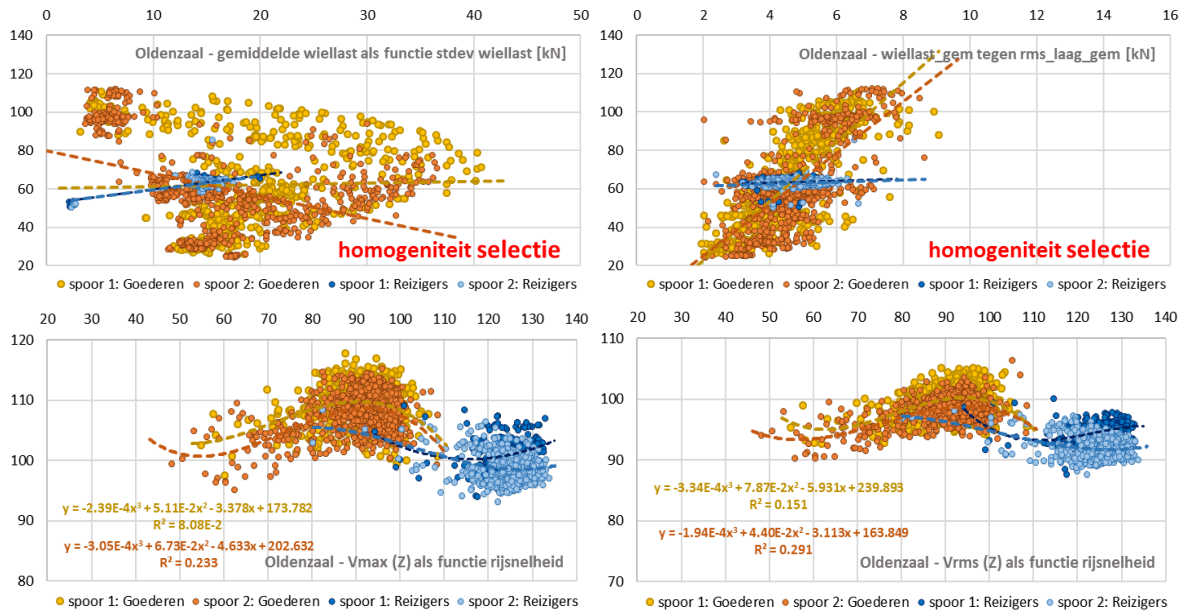 0 10 20 30 40 50
140
120
100
80
60
40
20
Oldenzaal - gemiddelde wiellast als functie stdev wiellast [kN]
homogeniteit selectie
spoor 1: Goederen spoor 2: Goederen spoor 1: Reizigers spoor 2: Reizigers
0 2 4 6 8 10 12 14 16
140
120
100
80
60
40
20
Oldenzaal - wiellast_gem tegen rms_laag_gem [kN]
homogeniteit selectie
spoor 1: Goederen spoor 2: Goederen spoor 1: Reizigers spoor 2: Reizigers
20 30 40 50 60 70 80 90 100 110 120 130 140
120
110
100
90
80
y = -2.39E-4x³ + 5.11E-2x² - 3.378x + 173.782
R² = 8.08E-2
y = -3.05E-4x³ + 6.73E-2x² - 4.633x + 202.632
R² = 0.233
Oldenzaal - Vmax (Z) als functie rijsnelheid
spoor 1: Goederen spoor 2: Goederen spoor 1: Reizigers spoor 2: Reizigers
20 30 40 50 60 70 80 90 100 110 120 130 140
110
100
90
80
70
y = -3.34E-4x³ + 7.87E-2x² - 5.931x + 239.893
R² = 0.151
y = -1.94E-4x³ + 4.40E-2x² - 3.113x + 163.849
R² = 0.291
Oldenzaal - Vrms (Z) als functie rijsnelheid
spoor 1: Goederen spoor 2: Goederen spoor 1: Reizigers spoor 2: Reizigers